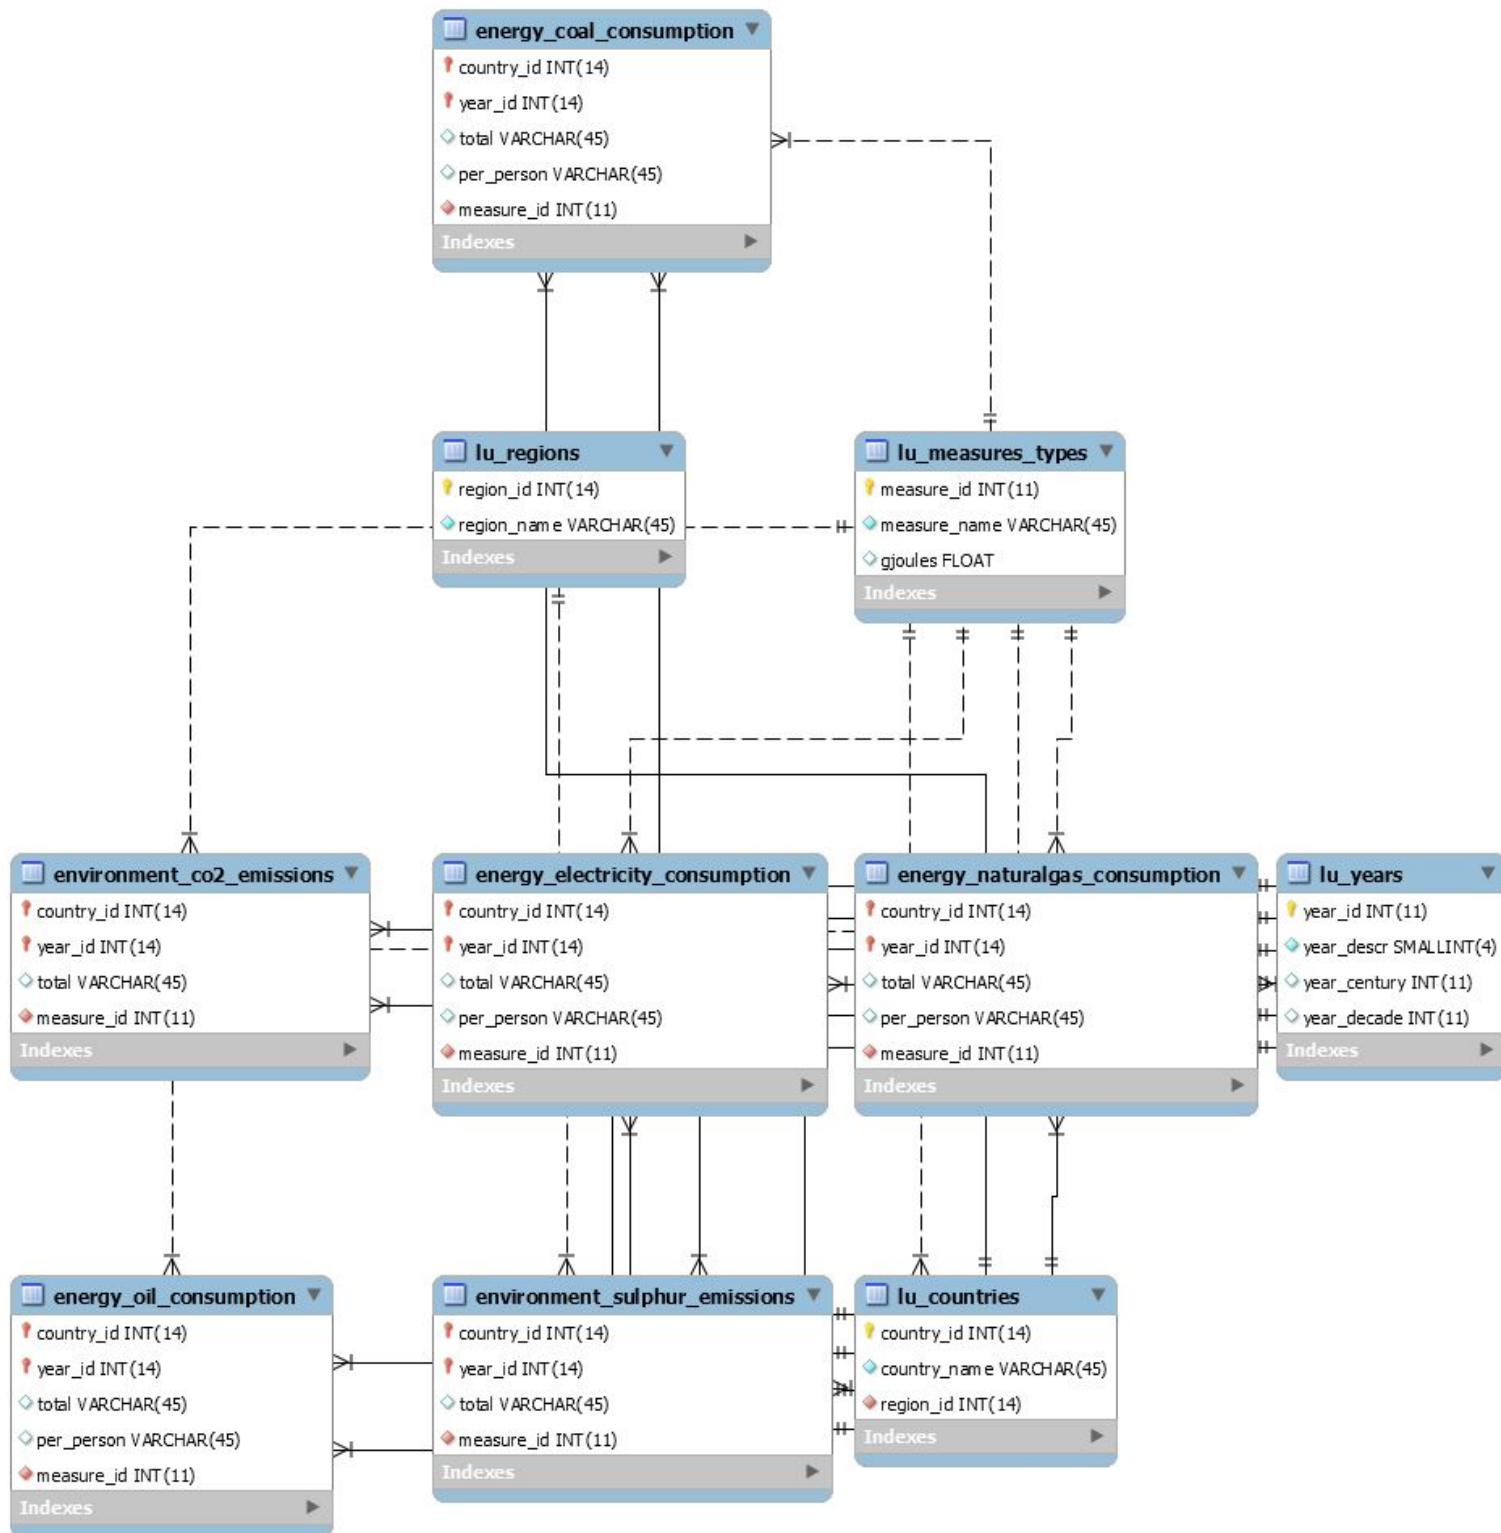 energy_coal_consumption
country_id INT(14)
year_id INT(14)
total VARCHAR(45)
per_person VARCHAR(45)
measure_id INT(11)
Indexes
lu_regions
region_id INT(14)
region_name VARCHAR(45)
Indexes
lu_measures_types
measure_id INT(11)
measure_name VARCHAR(45)
gjoules FLOAT
Indexes
environment_co2_emissions
country_id INT(14)
year_id INT(14)
total VARCHAR(45)
measure_id INT(11)
Indexes
energy_electricity_consumption
country_id INT(14)
year_id INT(14)
total VARCHAR(45)
per_person VARCHAR(45)
measure_id INT(11)
Indexes
energy_naturalgas_consumption
country_id INT(14)
year_id INT(14)
total VARCHAR(45)
per_person VARCHAR(45)
measure_id INT(11)
Indexes
lu_years
year_id INT(11)
year_descr SMALLINT(4)
year_century INT(11)
year_decade INT(11)
Indexes
energy_oil_consumption
country_id INT(14)
year_id INT(14)
total VARCHAR(45)
per_person VARCHAR(45)
measure_id INT(11)
Indexes
environment_sulphur_emissions
country_id INT(14)
year_id INT(14)
total VARCHAR(45)
measure_id INT(11)
Indexes
lu_countries
country_id INT(14)
country_name VARCHAR(45)
region_id INT(14)
Indexes